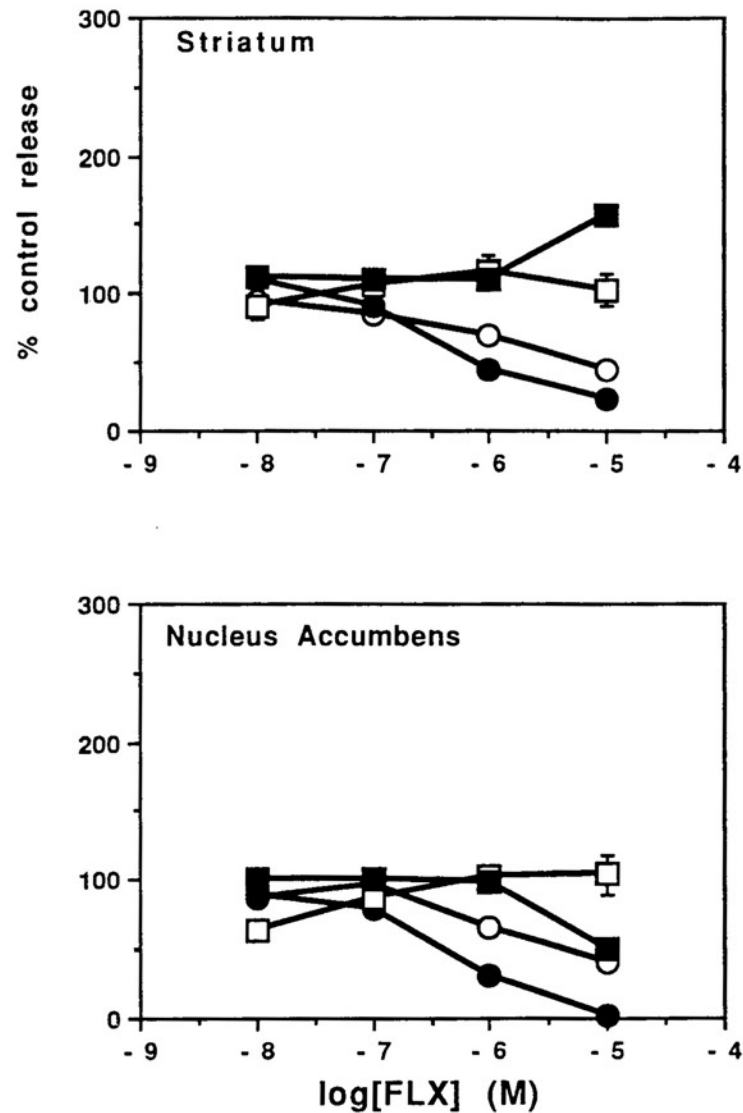 Striatum
% control release
300
200
100
0
- 9 - 8 - 7 - 6 - 5 - 4
Nucleus Accumbens
300
200
100
0
- 9 - 8 - 7 - 6 - 5 - 4
log[FLX] (M)